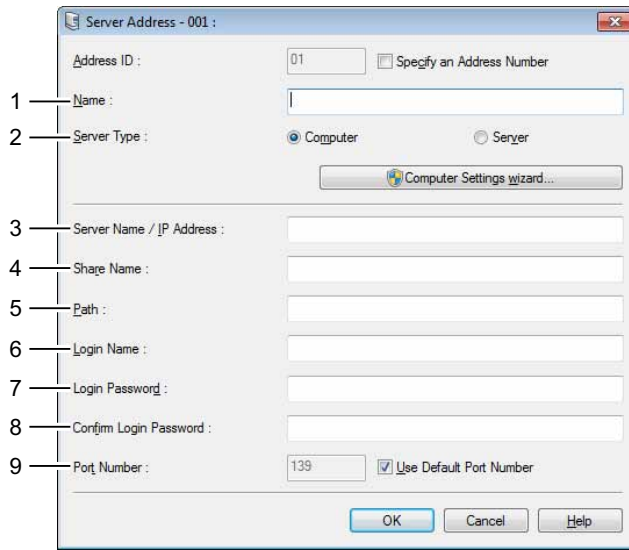 Server Address - 001 :
Address ID : 01 Specify an Address Number
1 Name :
2 Server Type : Computer Server
Computer Settings wizard...
3 Server Name / IP Address :
4 Share Name :
5 Path :
6 Login Name :
7 Login Password :
8 Confirm Login Password :
9 Port Number : 139 Use Default Port Number
OK Cancel Help